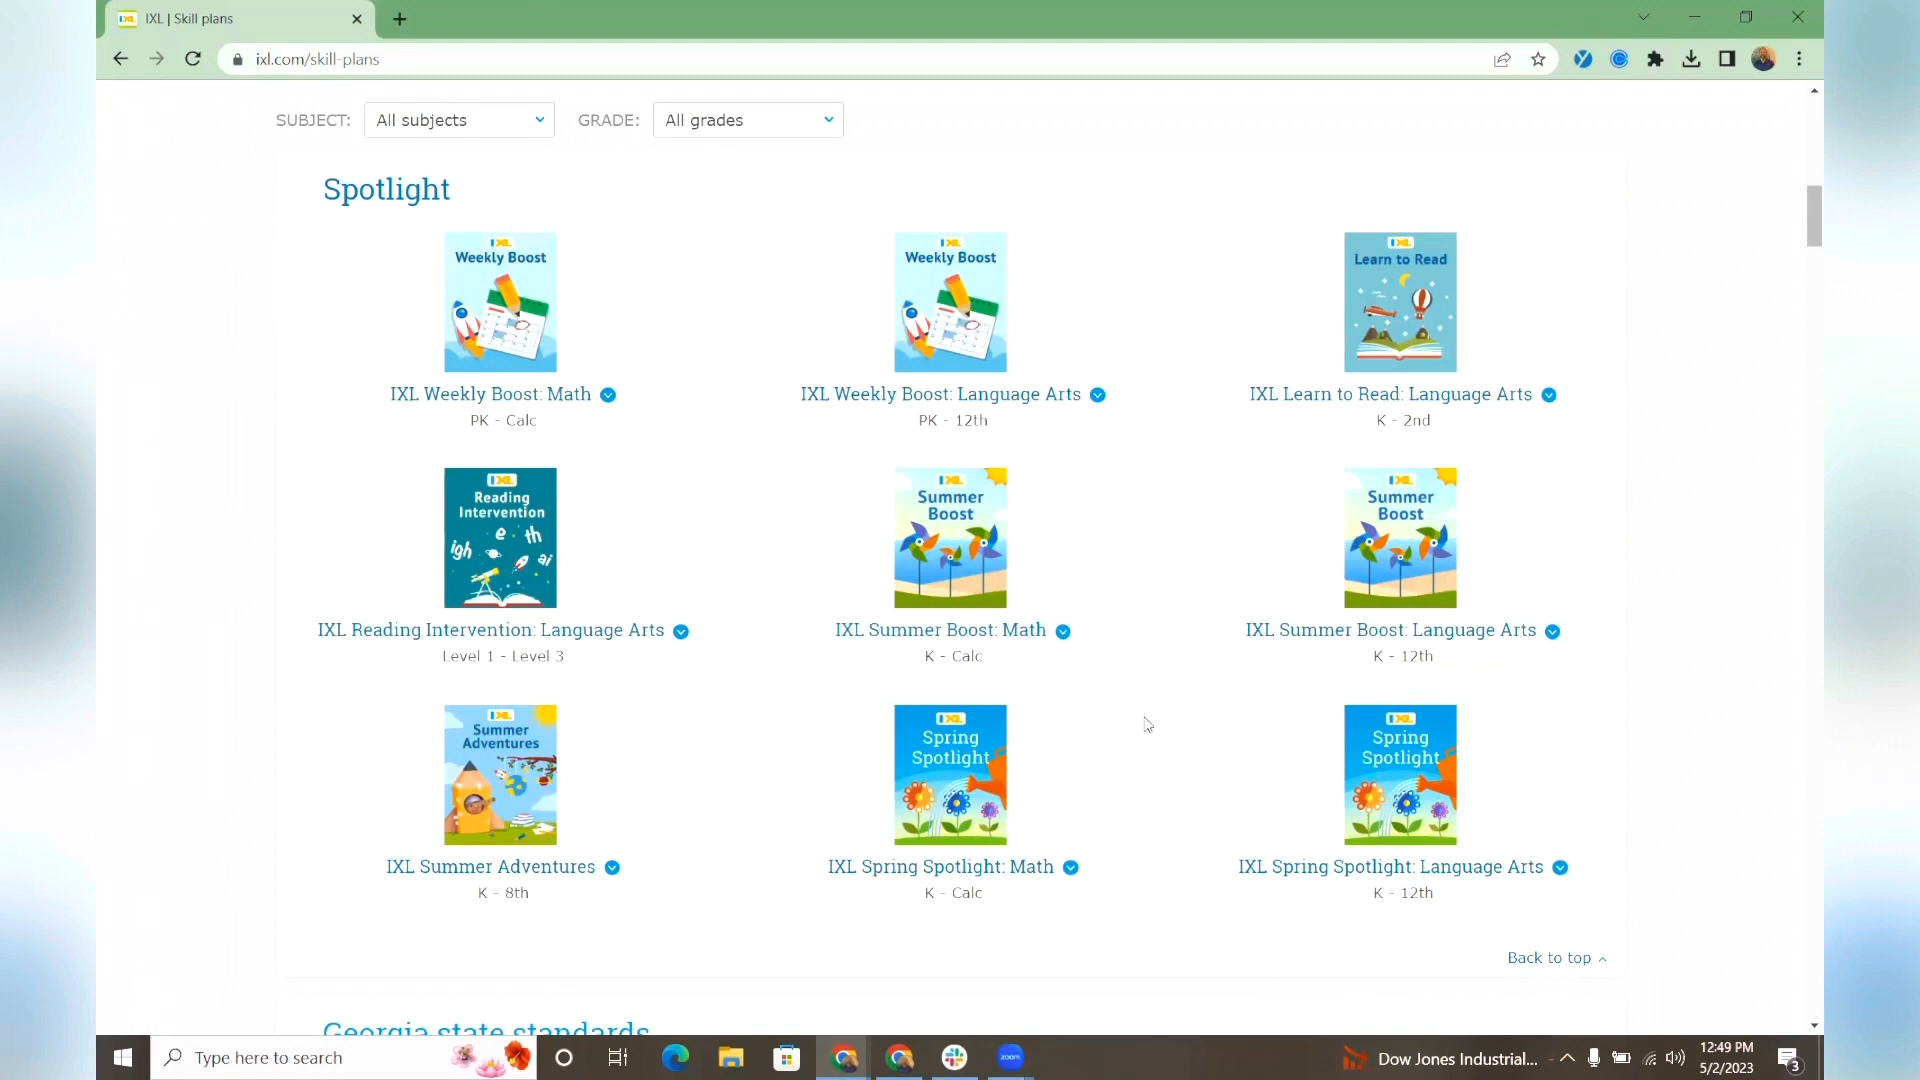 IXL | Skill plans
ixl.com/skill-plans
SUBJECT: All subjects GRADE: All grades
Spotlight
IXL
Weekly Boost
IXL
Weekly Boost
IXL
Learn to Read
IXL Weekly Boost: Math
PK - Calc
IXL Weekly Boost: Language Arts
PK - 12th
IXL Learn to Read: Language Arts
K - 2nd
IXL
Reading
Intervention
e th
igh
ai
IXL
Summer
Boost
IXL
Summer
Boost
IXL Reading Intervention: Language Arts
Level 1 - Level 3
IXL Summer Boost: Math
K - Calc
IXL Summer Boost: Language Arts
K - 12th
IXL
Summer
Adventures
IXL
Spring
Spotlight
IXL
Spring
Spotlight
IXL Summer Adventures
K - 8th
IXL Spring Spotlight: Math
K - Calc
IXL Spring Spotlight: Language Arts
K - 12th
Back to top
Georgia state standards
Type here to search
zoom
Dow Jones Industrial...
12:49 PM
5/2/2023
3